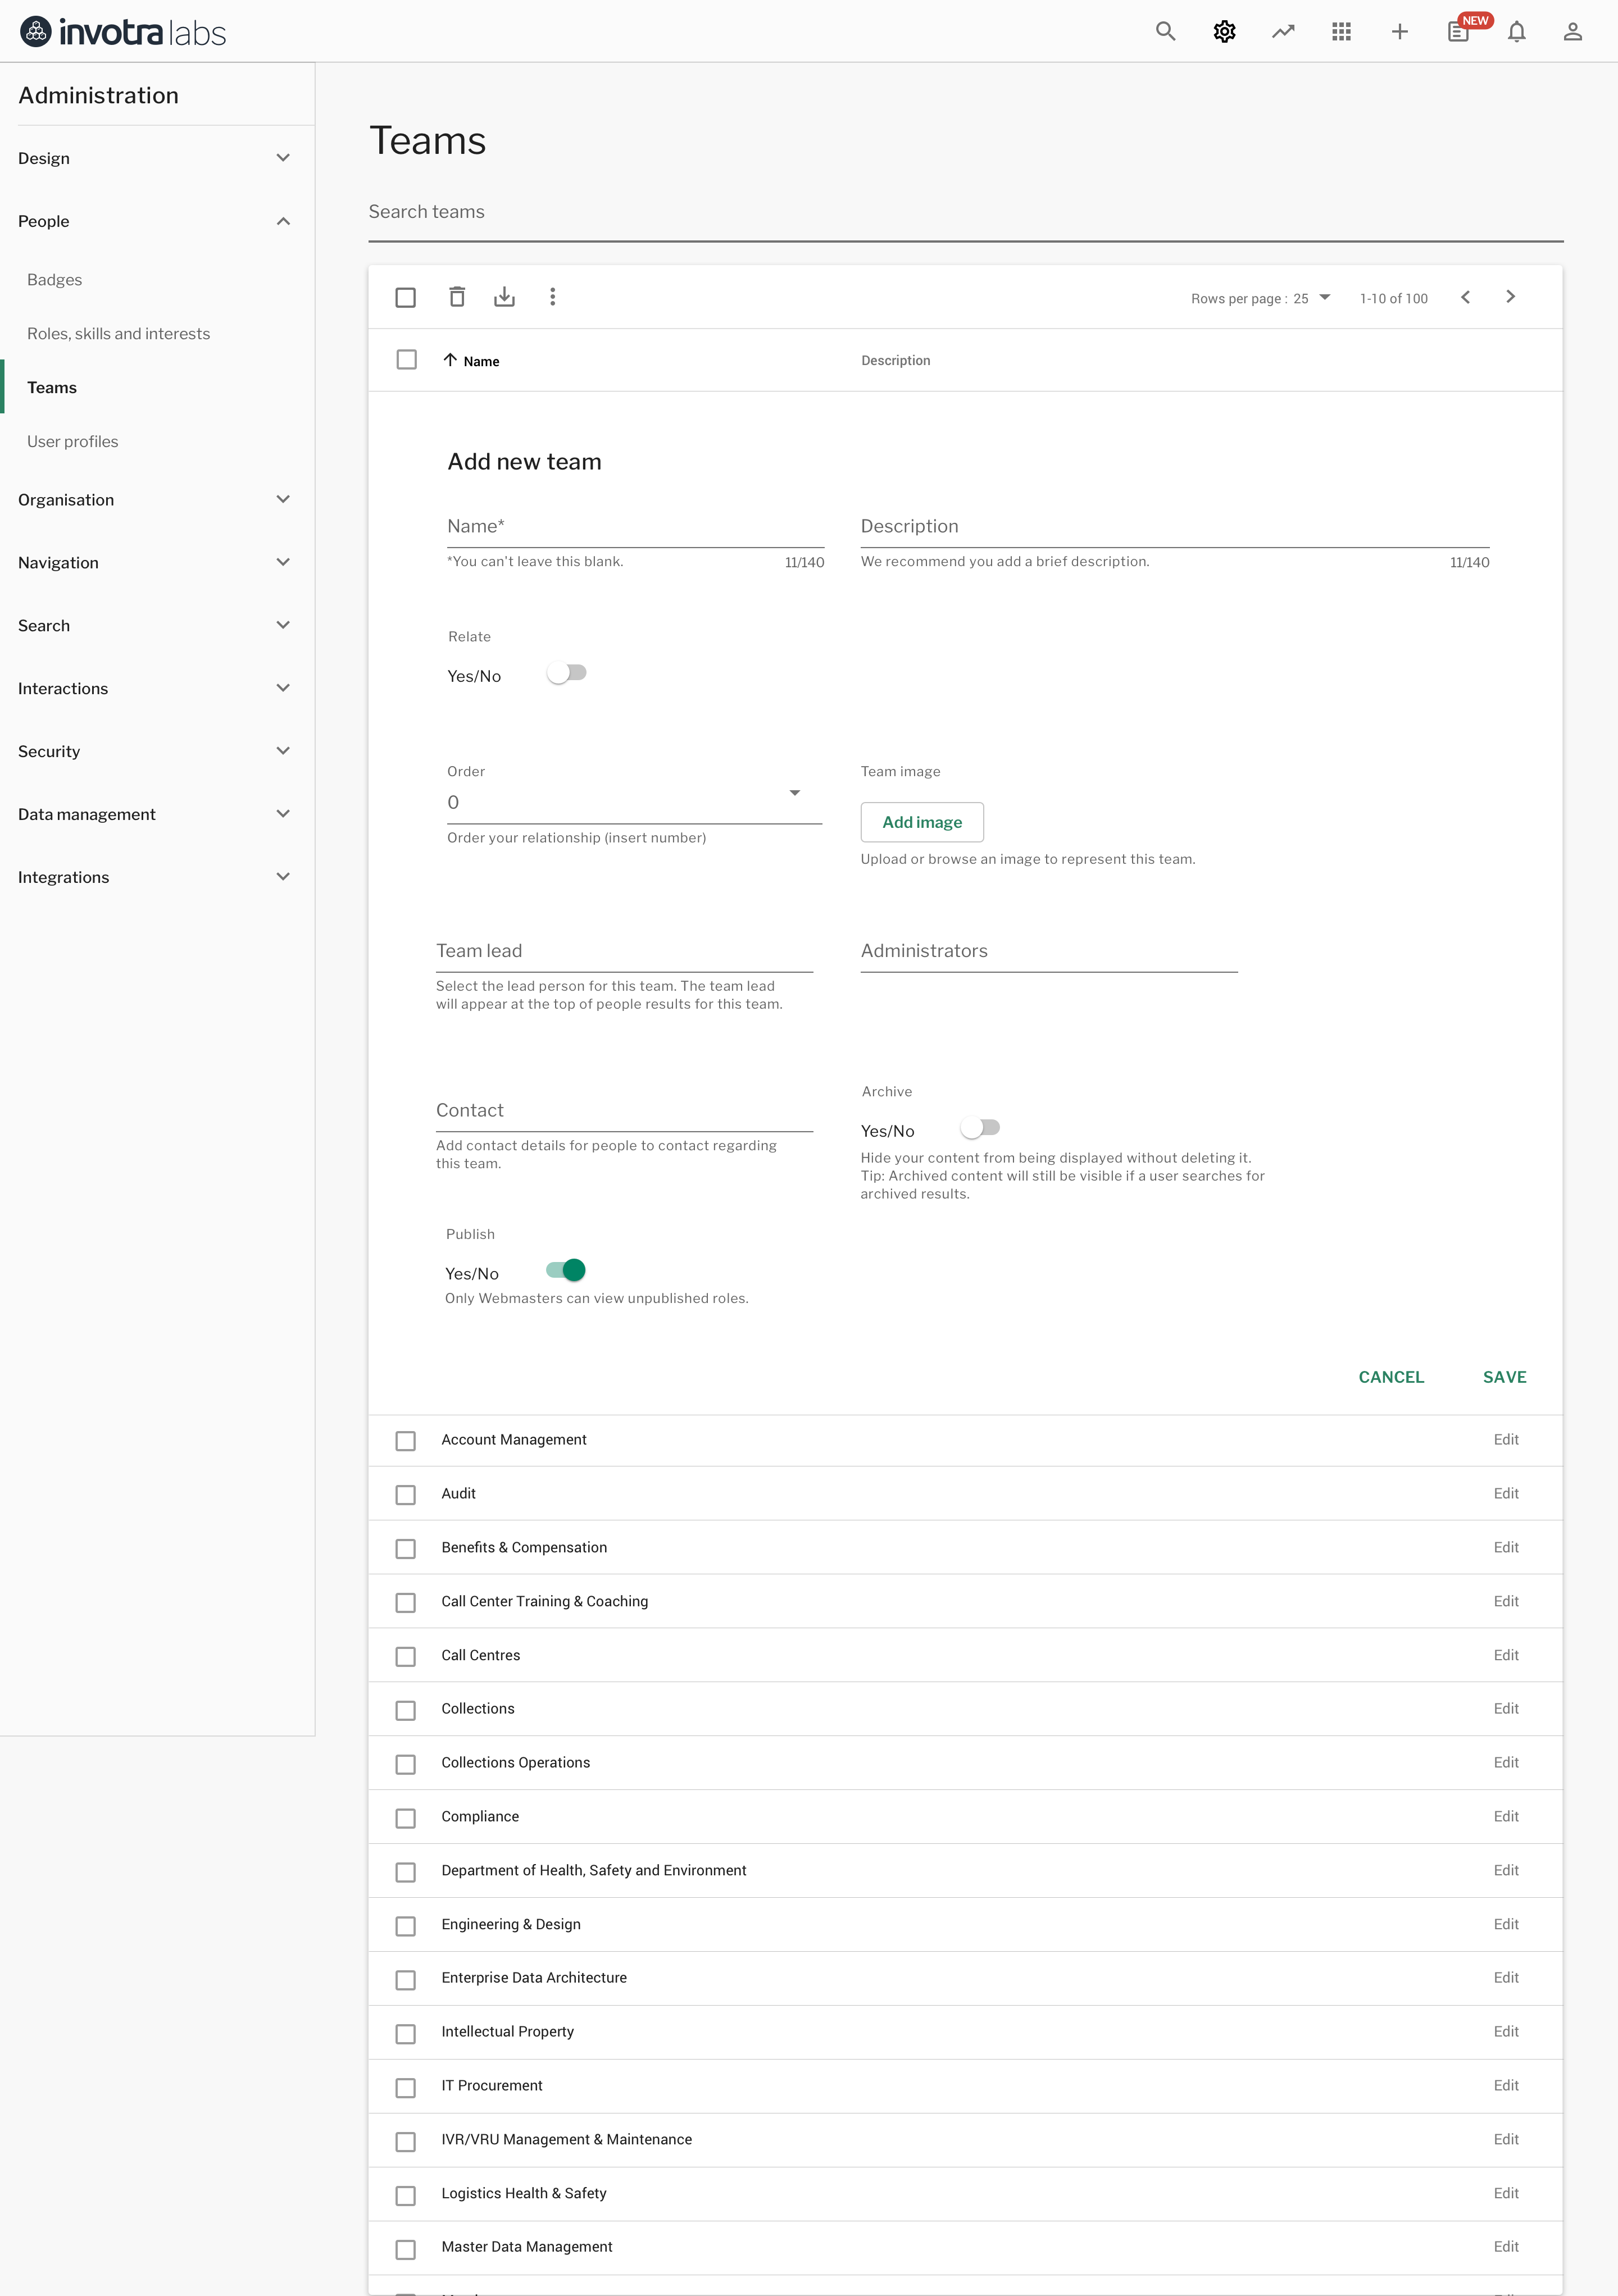 invotra labs
NEW
Administration
Design
People
Badges
Roles, skills and interests
Teams
User profiles
Organisation
Navigation
Search
Interactions
Security
Data management
Integrations
Teams
Search teams
Rows per page : 25
1-10 of 100
Name
Description
Add new team
Name*
*You can't leave this blank.
11/140
Description
We recommend you add a brief description.
11/140
Relate
Yes/No
Order
0
Order your relationship (insert number)
Team image
Add image
Upload or browse an image to represent this team.
Team lead
Select the lead person for this team. The team lead
will appear at the top of people results for this team.
Administrators
Contact
Add contact details for people to contact regarding
this team.
Archive
Yes/No
Hide your content from being displayed without deleting it.
Tip: Archived content will still be visible if a user searches for
archived results.
Publish
Yes/No
Only Webmasters can view unpublished roles.
CANCEL
SAVE
Account Management Edit
Audit Edit
Benefits & Compensation Edit
Call Center Training & Coaching Edit
Call Centres Edit
Collections Edit
Collections Operations Edit
Compliance Edit
Department of Health, Safety and Environment Edit
Engineering & Design Edit
Enterprise Data Architecture Edit
Intellectual Property Edit
IT Procurement Edit
IVR/VRU Management & Maintenance Edit
Logistics Health & Safety Edit
Master Data Management Edit